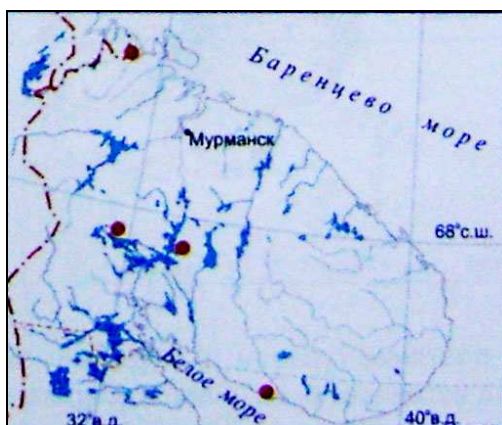 Баренцево море
Мурманск
68°с.ш.
Белое море
32°в.д.
40°в.д.